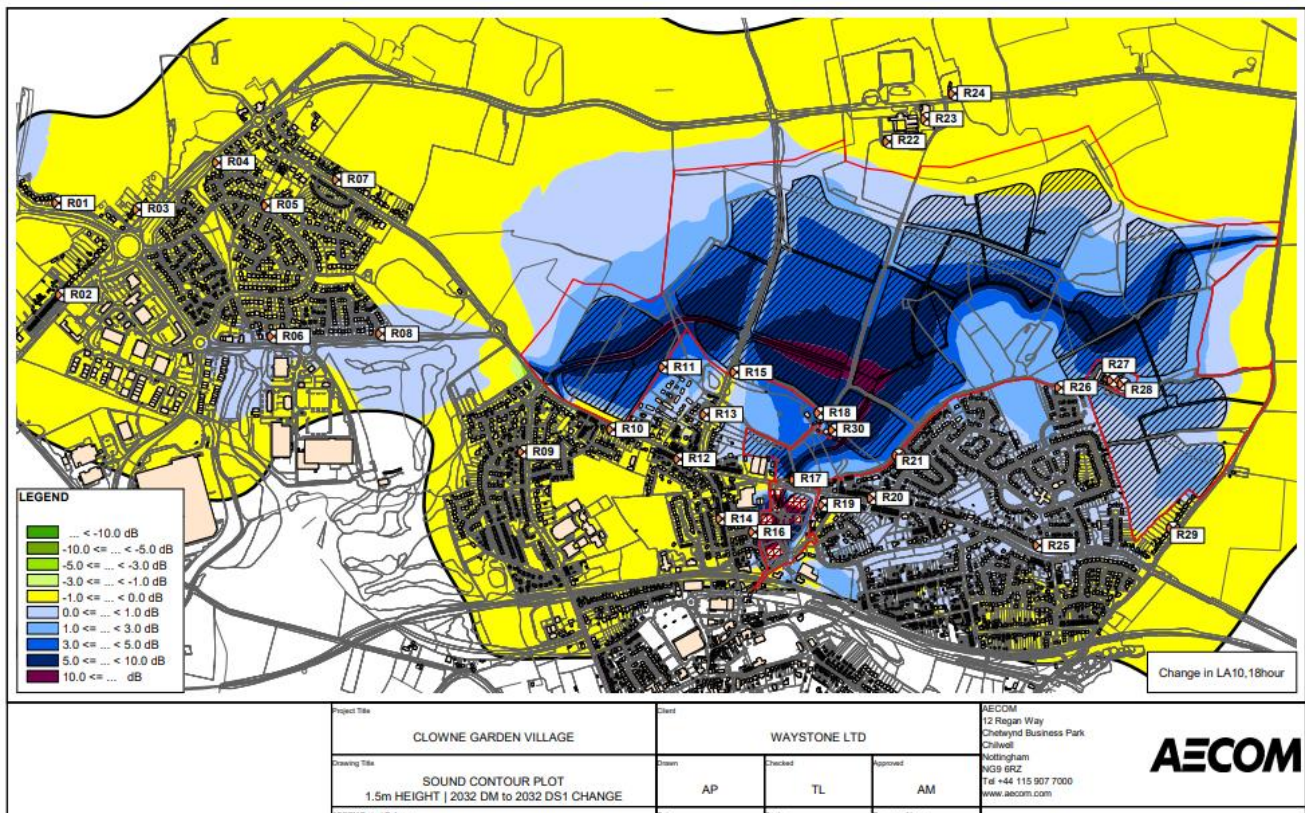 R24
R23
R22
R04
R07
R01
R03
R05
R02
R06
R08
R11
R15
R27
R26
R28
R13
R18
R10
R30
R09
R12
R21
R17
R20
R19
R14
R16
R29
R25
LEGEND
... < -10.0 dB
-10.0 <= ... < -5.0 dB
-5.0 <= ... < -3.0 dB
-3.0 <= ... < -1.0 dB
-1.0 <= ... < 0.0 dB
0.0 <= ... < 1.0 dB
1.0 <= ... < 3.0 dB
3.0 <= ... < 5.0 dB
5.0 <= ... < 10.0 dB
10.0 <= ... dB
Change in LA10,18hour
Project Title
CLOWNE GARDEN VILLAGE
Client
WAYSTONE LTD
Drawing Title
SOUND CONTOUR PLOT
1.5m HEIGHT | 2032 DM to 2032 DS1 CHANGE
Drawn
AP
Checked
TL
Approved
AM
AECOM
12 Regan Way
Chetwynd Business Park
Chilwell
Nottingham
NG9 6RZ
Tel +44 115 907 7000
www.aecom.com
AECOM